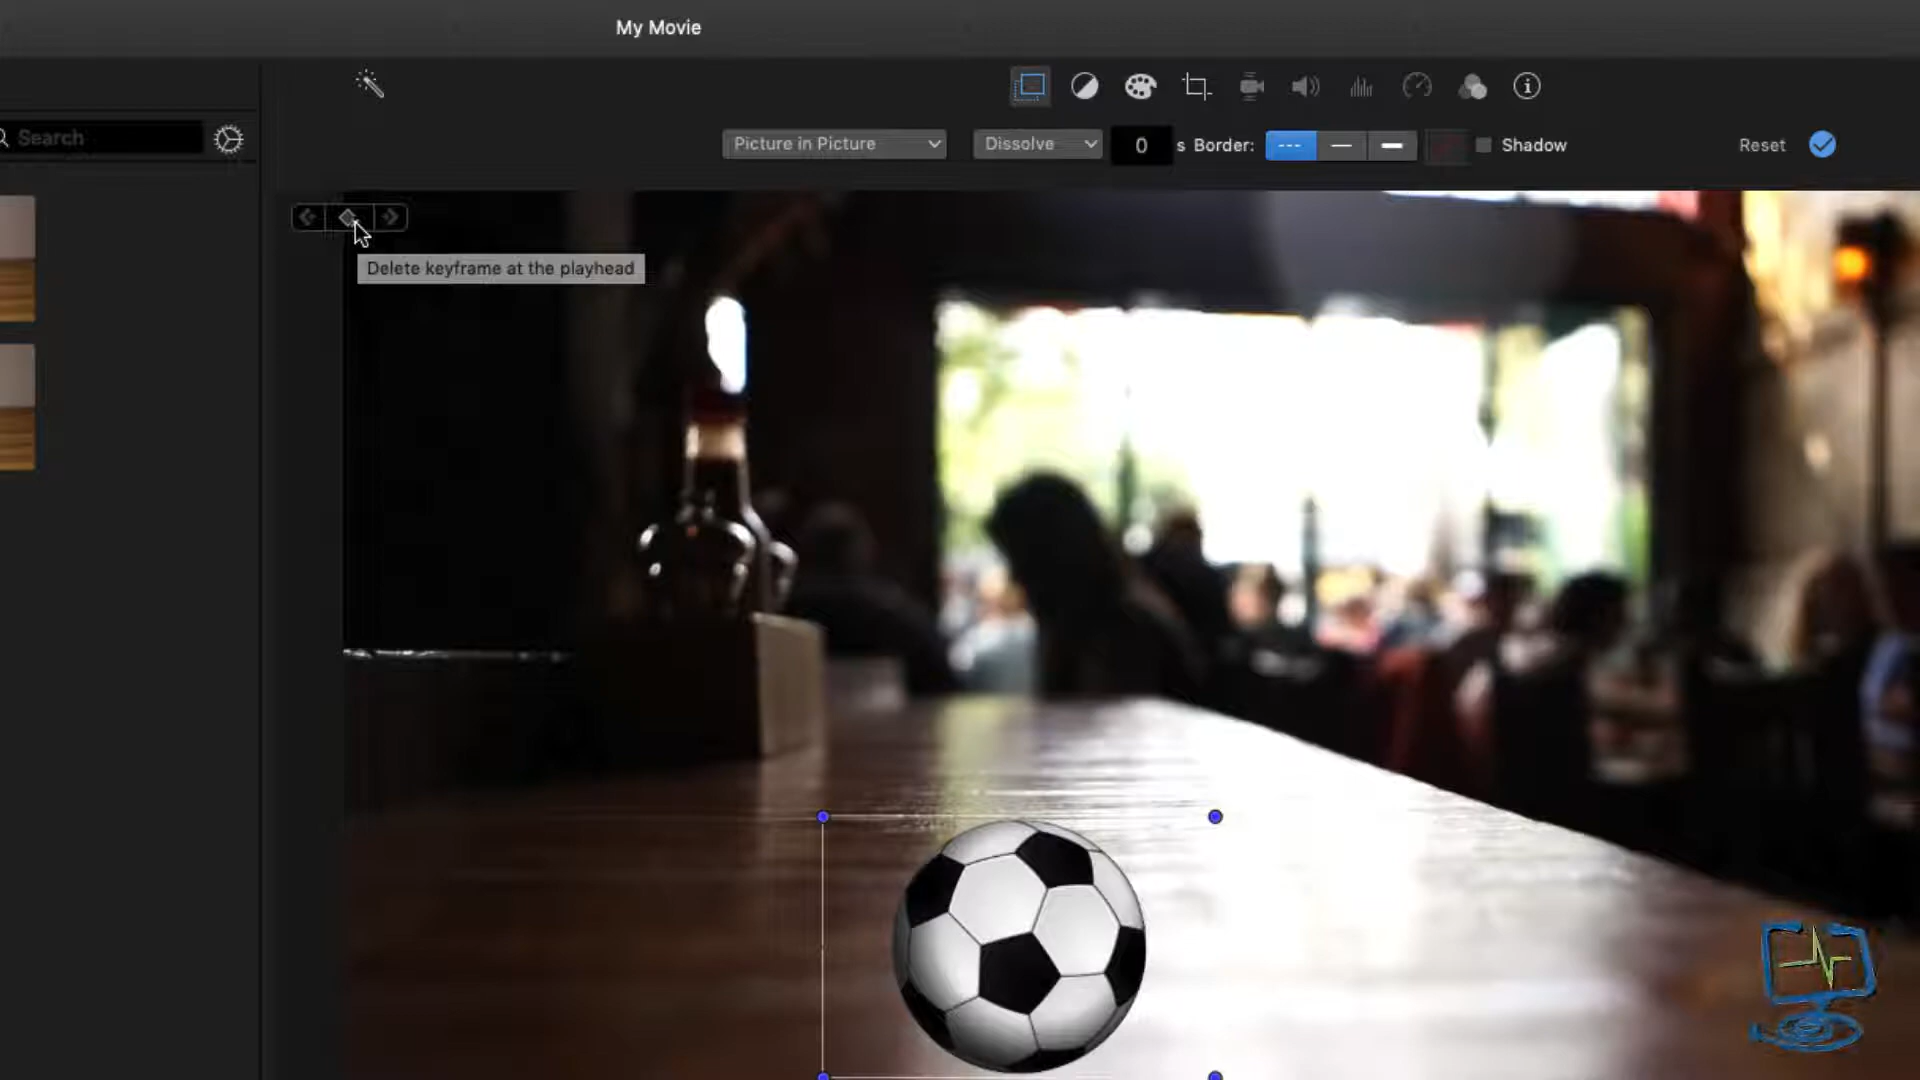 My Movie
Search
Picture in Picture
Dissolve
0
s Border:
Shadow
Reset
Delete keyframe at the playhead